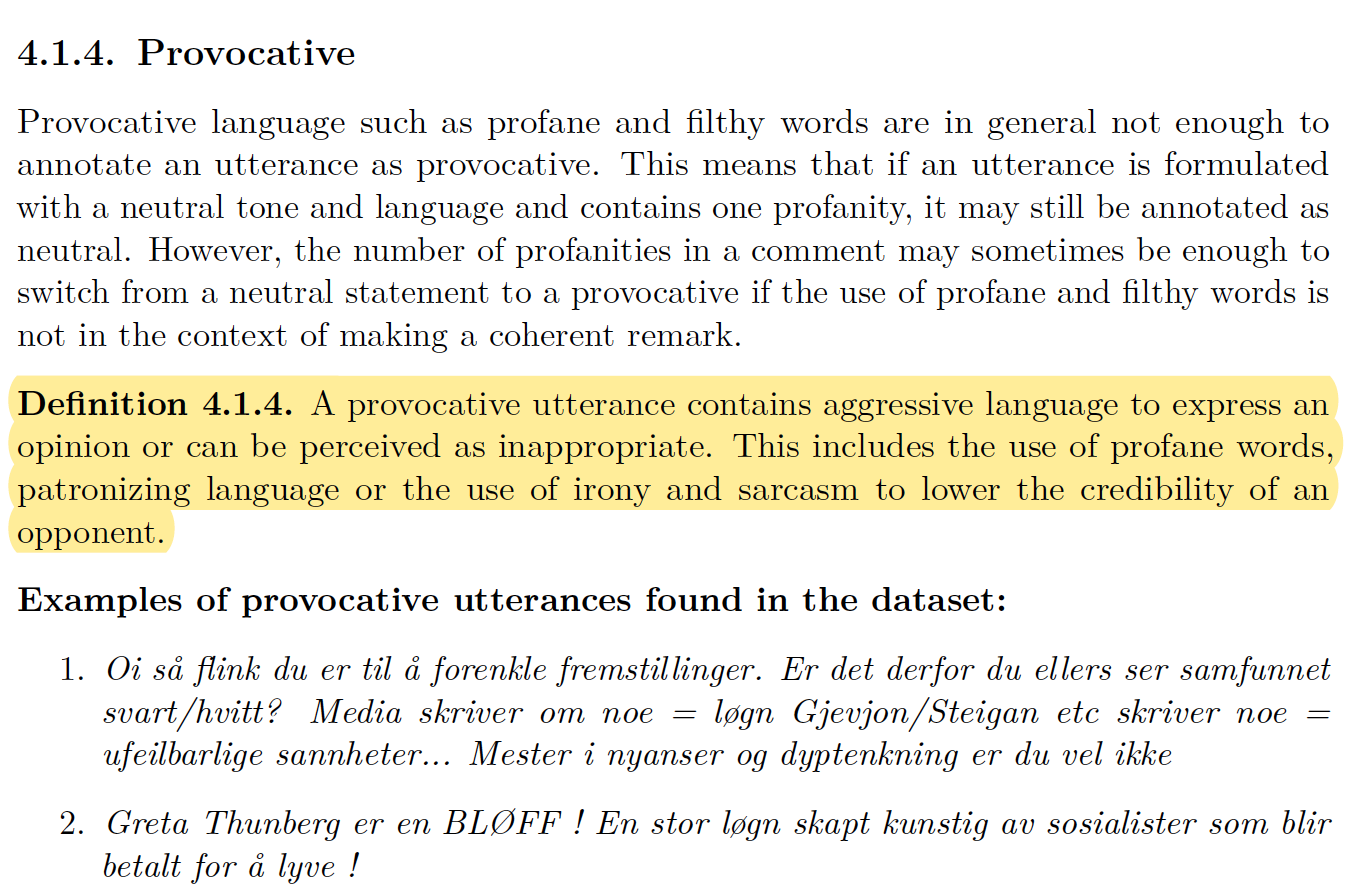 4.1.4. Provocative
Provocative language such as profane and filthy words are in general not enough to
annotate an utterance as provocative. This means that if an utterance is formulated
with a neutral tone and language and contains one profanity, it may still be annotated as
neutral. However, the number of profanities in a comment may sometimes be enough to
switch from a neutral statement to a provocative if the use of profane and filthy words is
not in the context of making a coherent remark.
Definition 4.1.4. A provocative utterance contains aggressive language to express an
opinion or can be perceived as inappropriate. This includes the use of profane words,
patronizing language or the use of irony and sarcasm to lower the credibility of an
opponent.
Examples of provocative utterances found in the dataset:
1. Oi så flink du er til å forenkle fremstillinger. Er det derfor du ellers ser samfunnet
svart/hvitt? Media skriver om noe = løgn Gjevjon/Steigan etc skriver noe =
ufeilbarlige sannheter... Mester i nyanser og dyptenkning er du vel ikke
2. Greta Thunberg er en BLØFF ! En stor løgn skapt kunstig av sosialister som blir
betalt for å lyve !